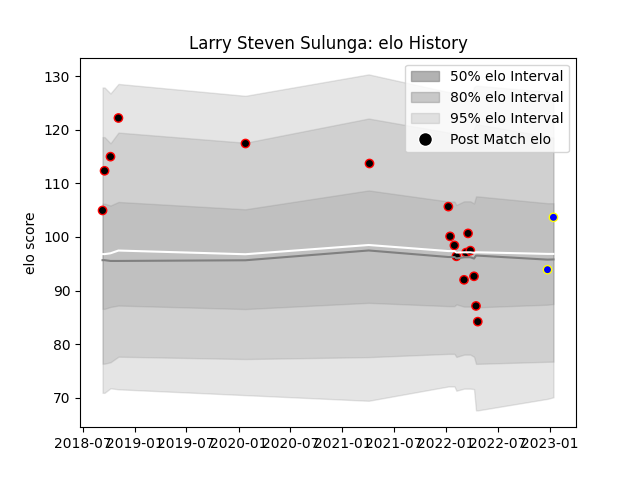 Larry Steven Sulunga: elo History
130
120
110
100
90
80
70
elo score
50% elo Interval
80% elo Interval
95% elo Interval
Post Match elo
2018-07 2019-01 2019-07 2020-01 2020-07 2021-01 2021-07 2022-01 2022-07 2023-01